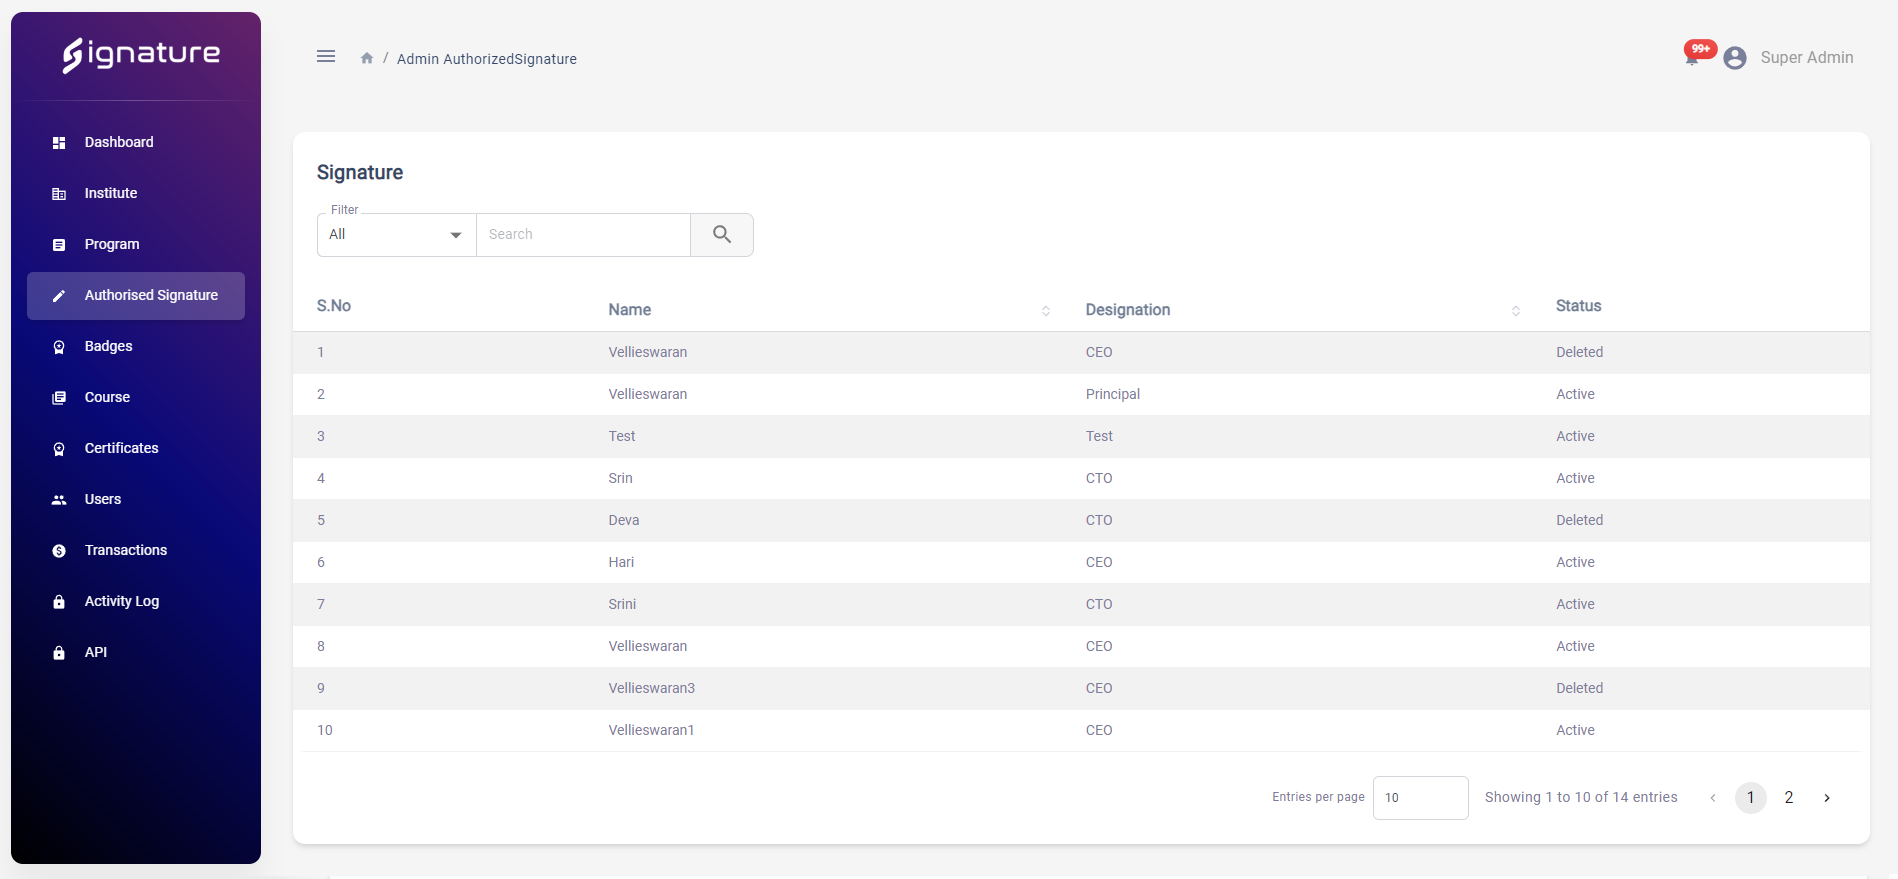 Signature
Dashboard
Institute
Program
Authorised Signature
Badges
Course
Certificates
Users
Transactions
Activity Log
API
/ Admin AuthorizedSignature
99+
Super Admin
Signature
Filter
All
Search
S.No Name Designation Status
1 Vellieswaran CEO Deleted
2 Vellieswaran Principal Active
3 Test Test Active
4 Srin CTO Active
5 Deva CTO Deleted
6 Hari CEO Active
7 Srini CTO Active
8 Vellieswaran CEO Active
9 Vellieswaran3 CEO Deleted
10 Vellieswaran1 CEO Active
Entries per page 10 Showing 1 to 10 of 14 entries ‹ 1 2 ›